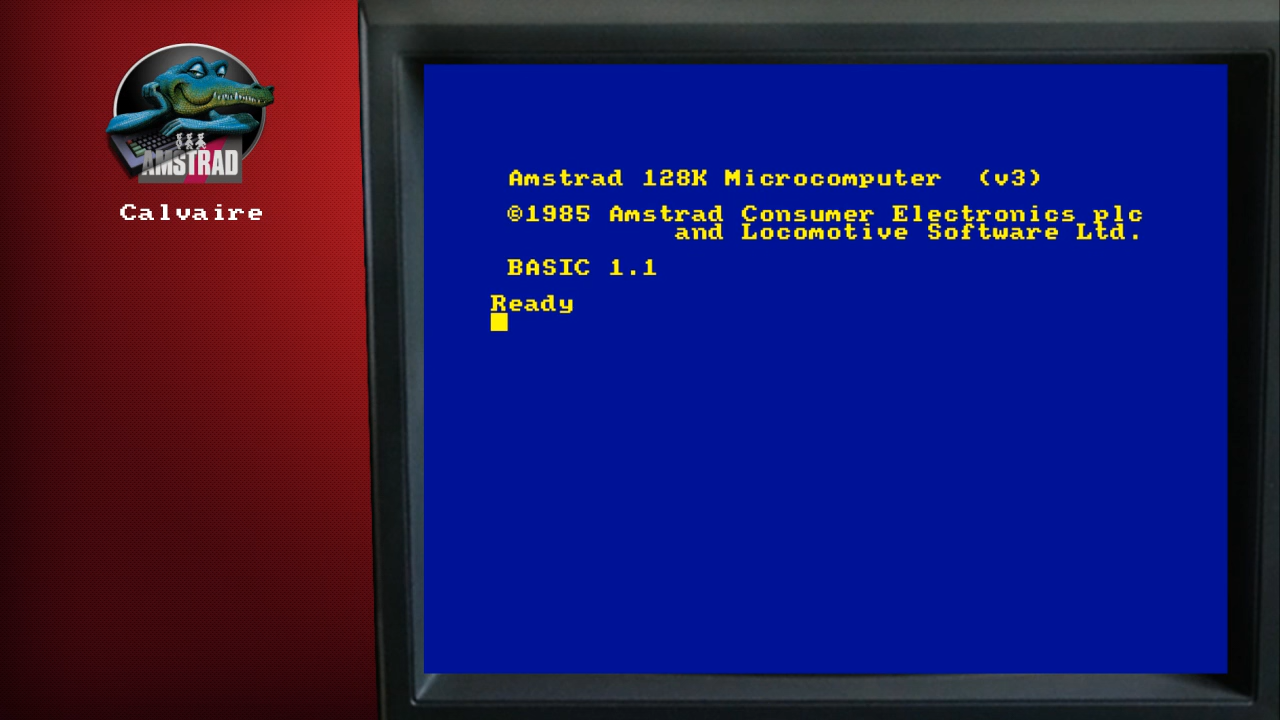 AMSTRAD
Calvaire
Amstrad 128K Microcomputer (v3)
©1985 Amstrad Consumer Electronics plc
and Locomotive Software Ltd.
BASIC 1.1
Ready